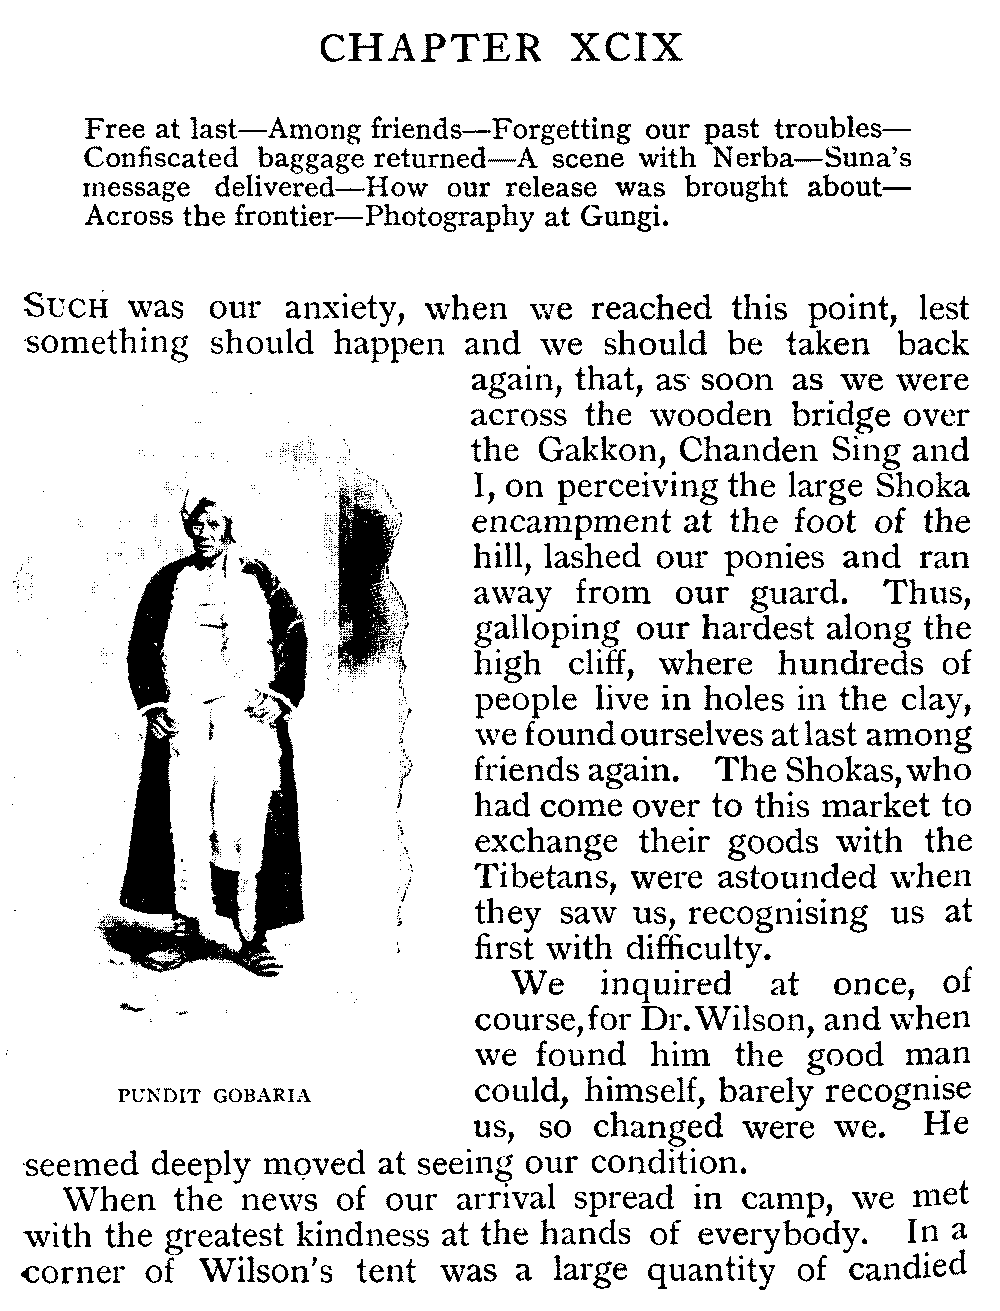 CHAPTER XCIX
Free at last—Among friends—Forgetting our past troubles—
Confiscated baggage returned—A scene with Nerba—Suna's
message delivered—How our release was brought about—
Across the frontier—Photography at Gungi.
SUCH was our anxiety, when we reached this point, lest
something should happen and we should be taken back
again, that, as soon as we were
across the wooden bridge over
the Gakkon, Chanden Sing and
I, on perceiving the large Shoka
encampment at the foot of the
hill, lashed our ponies and ran
away from our guard. Thus,
galloping our hardest along the
high cliff, where hundreds of
people live in holes in the clay,
we found ourselves at last among
friends again. The Shokas, who
had come over to this market to
exchange their goods with the
Tibetans, were astounded when
they saw us, recognising us at
first with difficulty.
We inquired at once, of
course, for Dr. Wilson, and when
we found him the good man
could, himself, barely recognise
us, so changed were we. He
PUNDIT GOBARIA
seemed deeply moved at seeing our condition.
When the news of our arrival spread in camp, we met
with the greatest kindness at the hands of everybody. In a
corner of Wilson's tent was a large quantity of candied